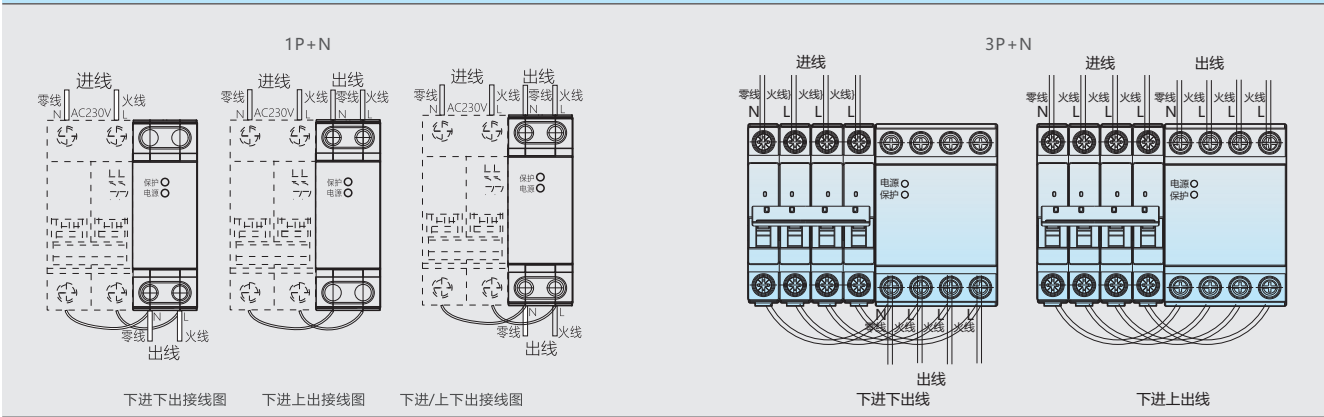 1P+N
3P+N
进线
零线 火线
N AC230V L
保护
电源
N L
零线 火线
出线
进线 出线
零线 火线 零线 火线
N AC230V L N L
保护
电源
进线 出线
零线 火线 零线 火线
N AC230V L N L
保护
电源
N L
零线 火线
出线
进线
零线 火线) 火线) 火线)
N L L L
电源
保护
N L L L
零线 火线 火线 火线
出线
进线 出线
零线 火线 火线 火线 零线 火线 火线 火线
N L L L N L L L
电源
保护
下进下出接线图 下进上出接线图 下进/上下出接线图
下进下出线 下进上出线